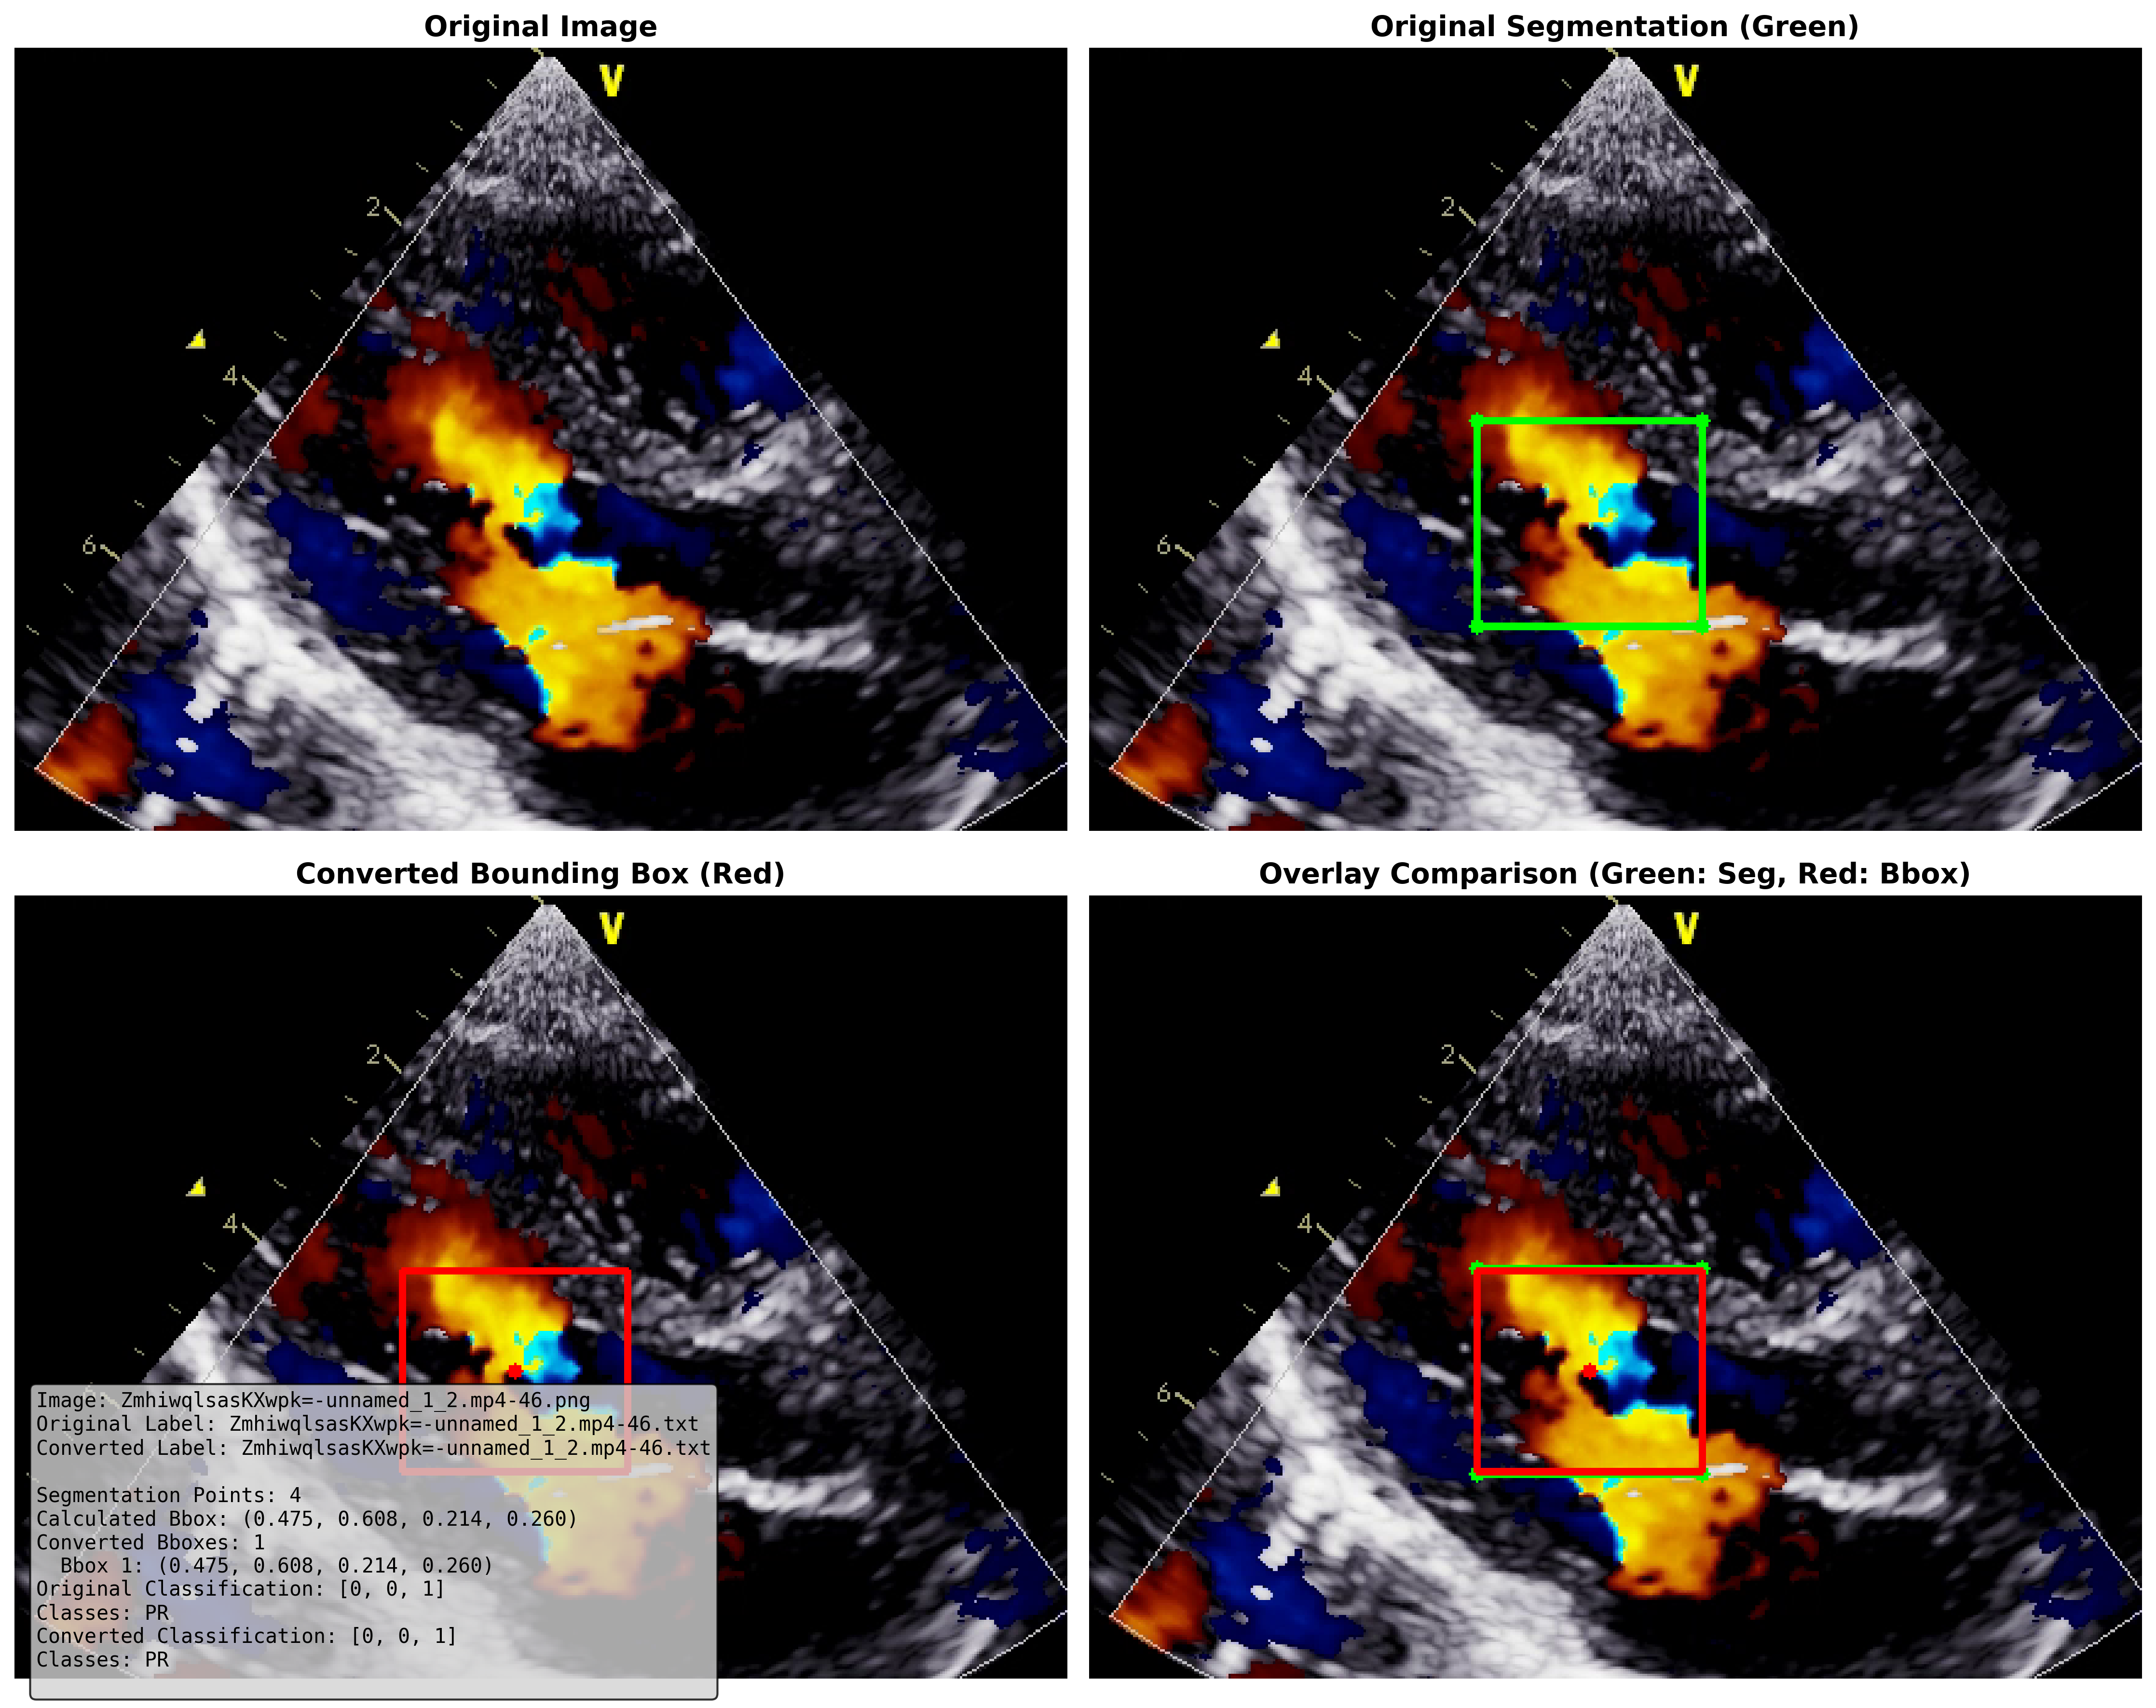 Original Image
V
2
4
6
Original Segmentation (Green)
V
2
4
6
Converted Bounding Box (Red)
V
2
4
Image: ZmhiwqlsasKXwpk=-unnamed_1_2.mp4-46.png
Original Label: ZmhiwqlsasKXwpk=-unnamed_1_2.mp4-46.txt
Converted Label: ZmhiwqlsasKXwpk=-unnamed_1_2.mp4-46.txt
Segmentation Points: 4
Calculated Bbox: (0.475, 0.608, 0.214, 0.260)
Converted Bboxes: 1
Bbox 1: (0.475, 0.608, 0.214, 0.260)
Original Classification: [0, 0, 1]
Classes: PR
Converted Classification: [0, 0, 1]
Classes: PR
Overlay Comparison (Green: Seg, Red: Bbox)
V
2
4
6